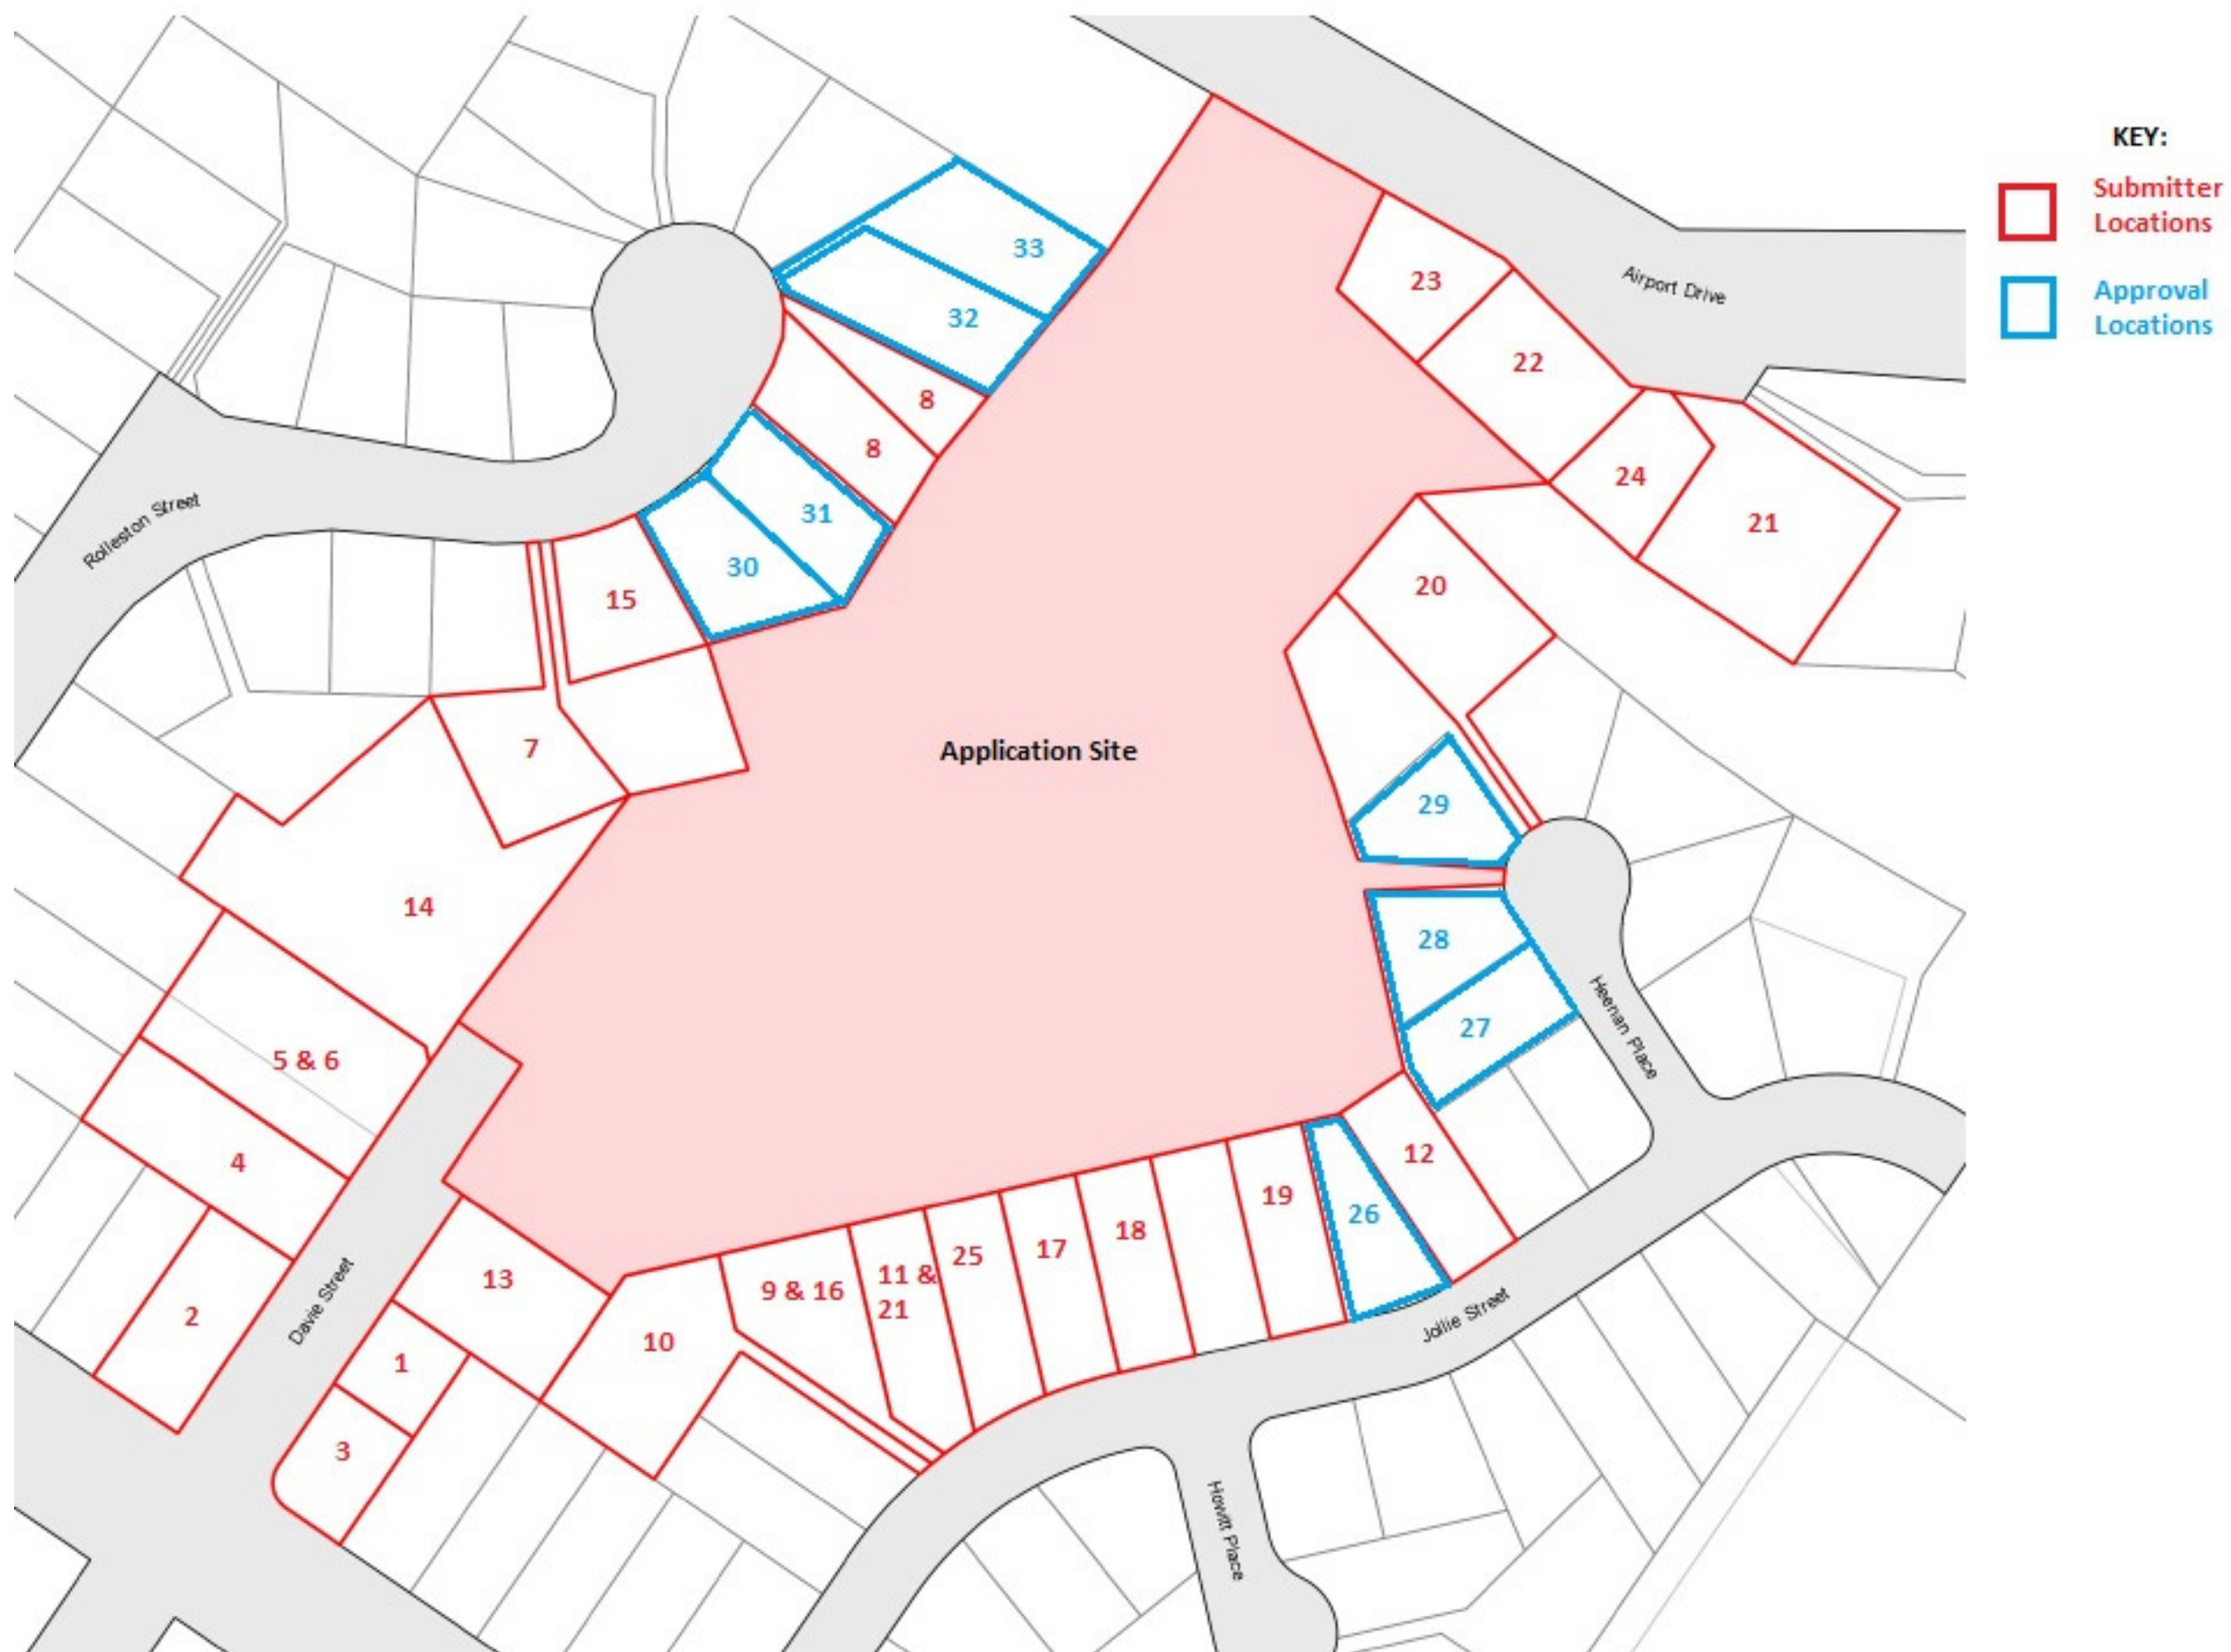 KEY:
Submitter
Locations
Approval
Locations
33
32
8
8
31
30
15
7
14
5 & 6
4
2
13
1
3
10
9 & 16
11 &
21
25
17
18
19
26
12
27
28
29
20
21
24
22
23
Application Site
Airport Drive
Rolleston Street
Davie Street
Heenan Place
Jollie Street
Howitt Place